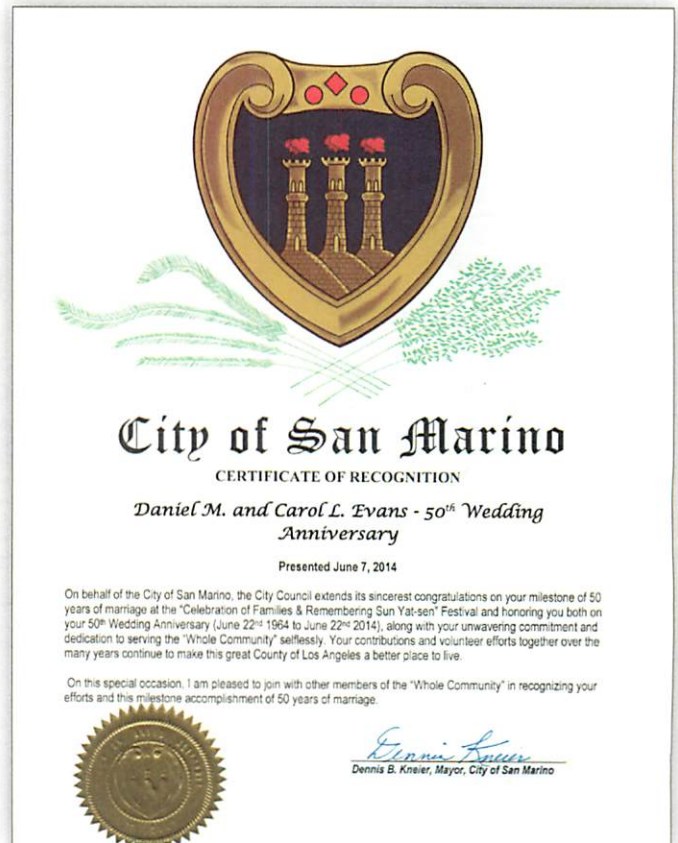 City of San Marino
CERTIFICATE OF RECOGNITION
Daniel M. and Carol L. Evans - 50th Wedding
Anniversary
Presented June 7, 2014
On behalf of the City of San Marino, the City Council extends its sincerest congratulations on your milestone of 50
years of marriage at the "Celebration of Families & Remembering Sun Yat-sen" Festival and honoring you both on
your 50th Wedding Anniversary (June 22nd 1964 to June 22nd 2014), along with your unwavering commitment and
dedication to serving the "Whole Community" selflessly. Your contributions and volunteer efforts together over the
many years continue to make this great County of Los Angeles a better place to live.
On this special occasion, I am pleased to join with other members of the "Whole Community" in recognizing your
efforts and this milestone accomplishment of 50 years of marriage.
Dennis Kneier
Dennis B. Kneier, Mayor, City of San Marino